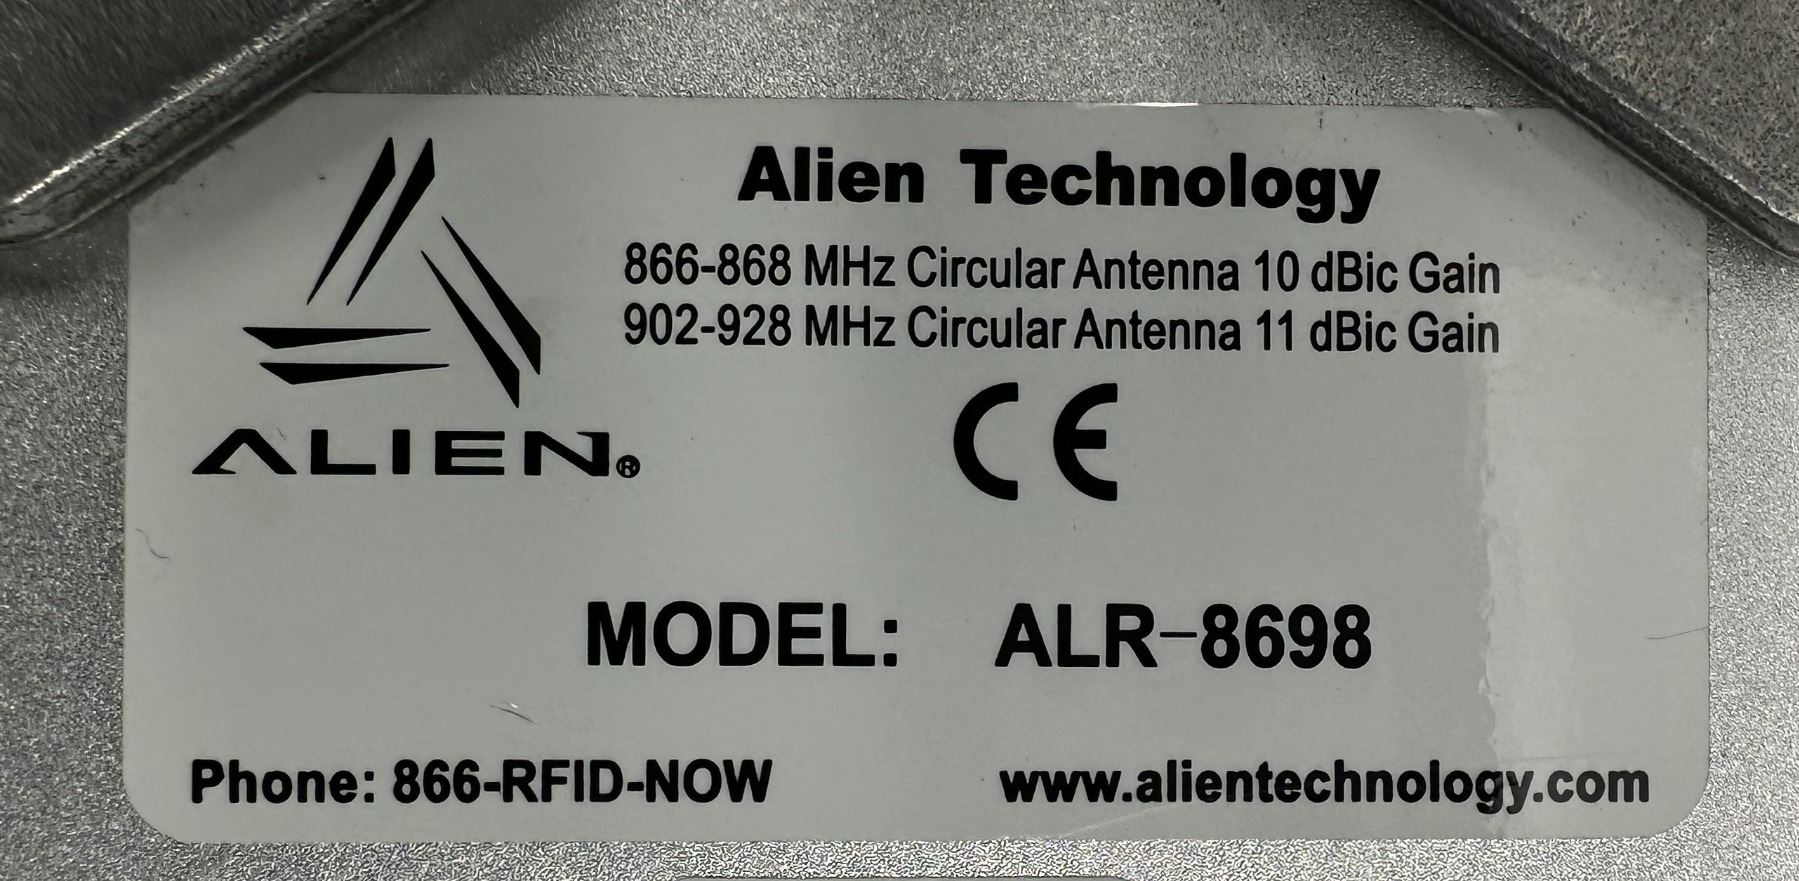 Alien Technology
866-868 MHz Circular Antenna 10 dBic Gain
902-928 MHz Circular Antenna 11 dBic Gain
CE
ALIEN®
MODEL: ALR-8698
Phone: 866-RFID-NOW
www.alientechnology.com